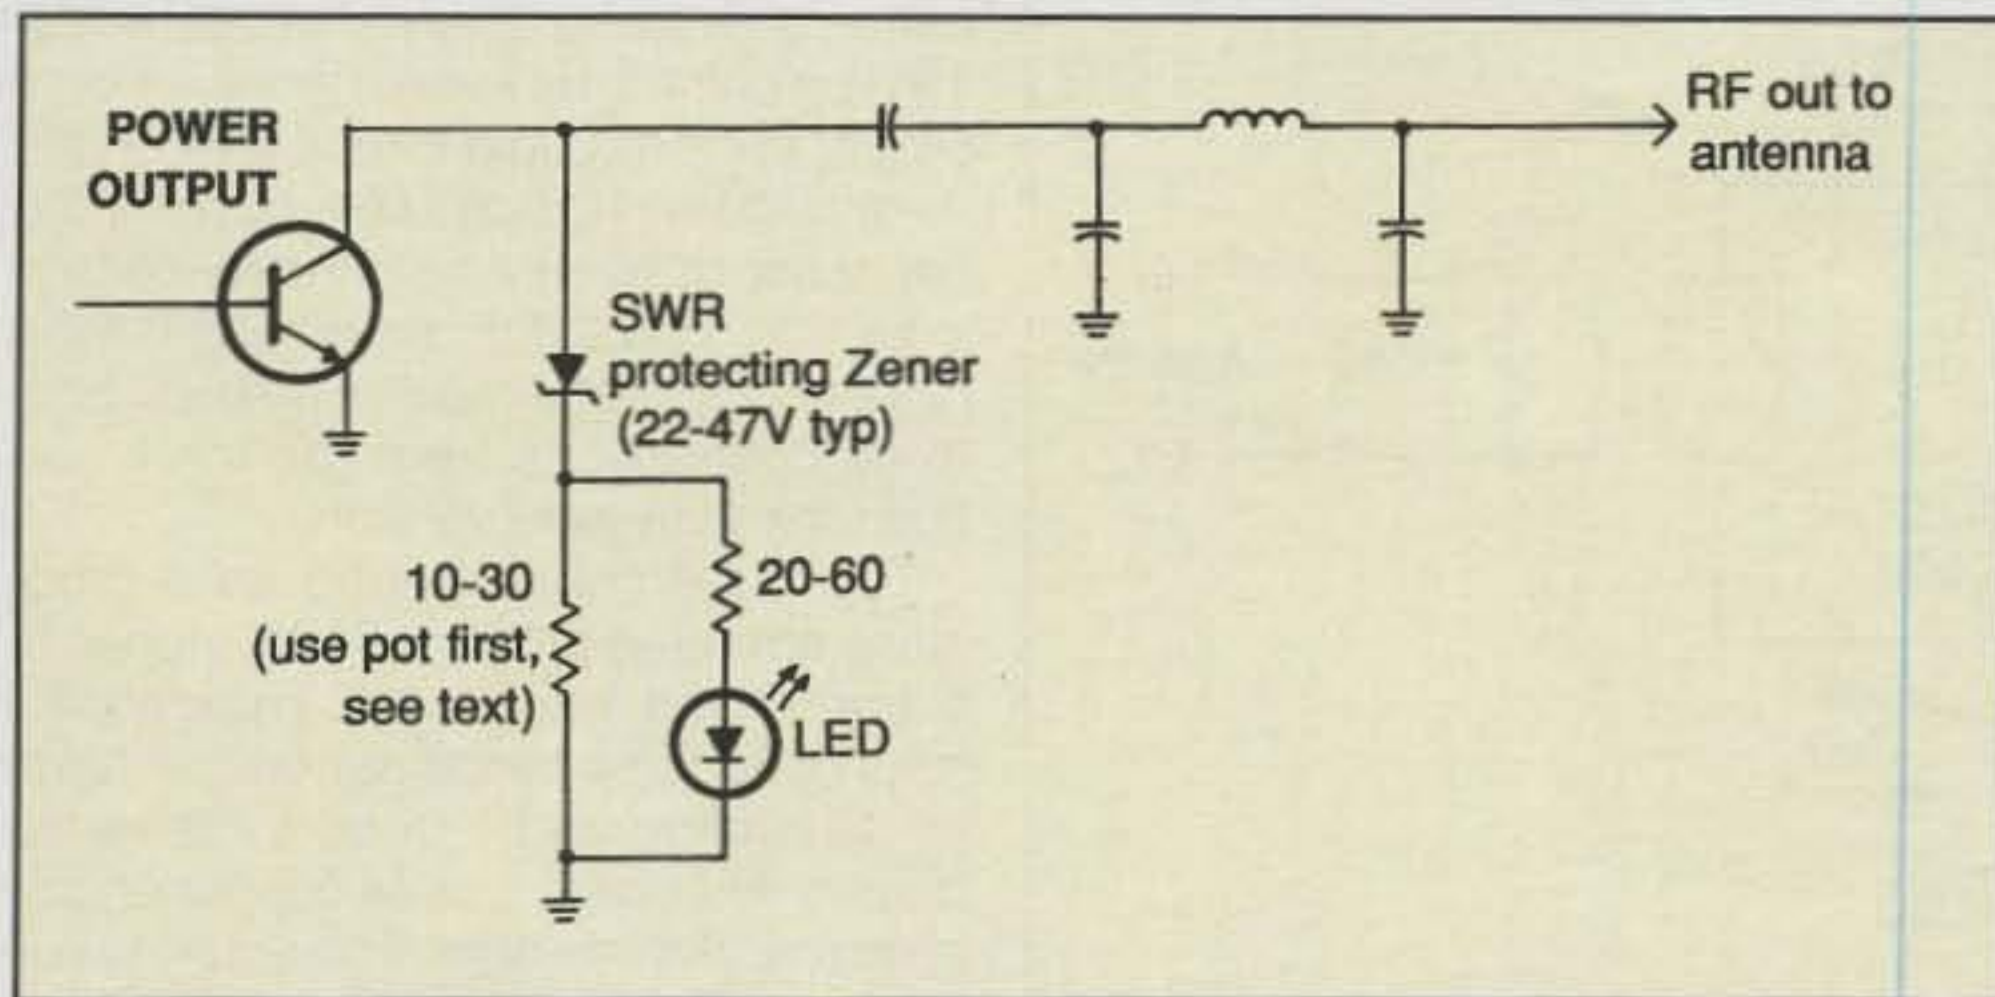 POWER
OUTPUT
RF out to
antenna
SWR
protecting Zener
(22-47V typ)
10-30
(use pot first,
see text)
20-60
LED